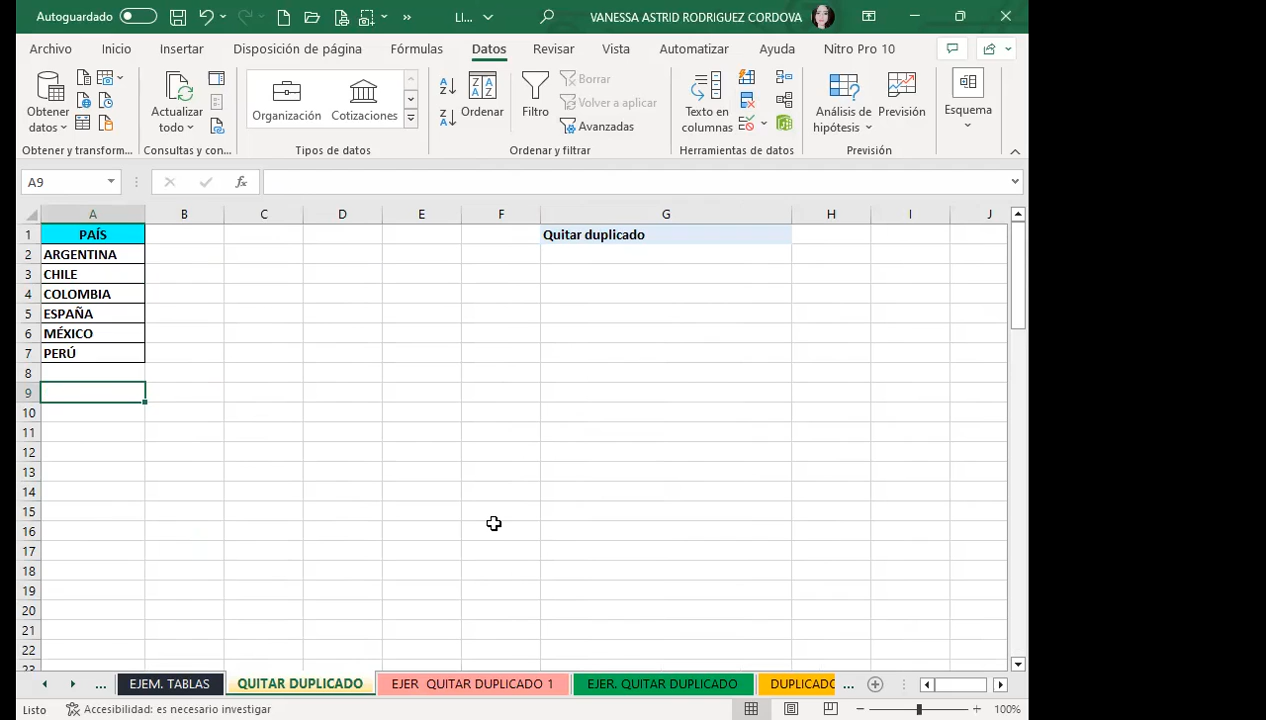 Autoguardado
LI...
VANESSA ASTRID RODRIGUEZ CORDOVA
Archivo Inicio Insertar Disposición de página Fórmulas Datos Revisar Vista Automatizar Ayuda Nitro Pro 10
Obtener datos
Obtener y transform...
Actualizar todo
Consultas y con...
Organización Cotizaciones
Tipos de datos
Ordenar
Filtro
Borrar
Volver a aplicar
Avanzadas
Ordenar y filtrar
Texto en columnas
Herramientas de datos
Análisis de hipótesis
Previsión
Previsión
Esquema
A9
fx
A B C D E F G H I J
1 PAÍS Quitar duplicado
2 ARGENTINA
3 CHILE
4 COLOMBIA
5 ESPAÑA
6 MÉXICO
7 PERÚ
8
9
10
11
12
13
14
15
16
17
18
19
20
21
22
23
... EJEM. TABLAS QUITAR DUPLICADO EJER QUITAR DUPLICADO 1 EJER. QUITAR DUPLICADO DUPLICADO ...
Listo Accesibilidad: es necesario investigar 100%